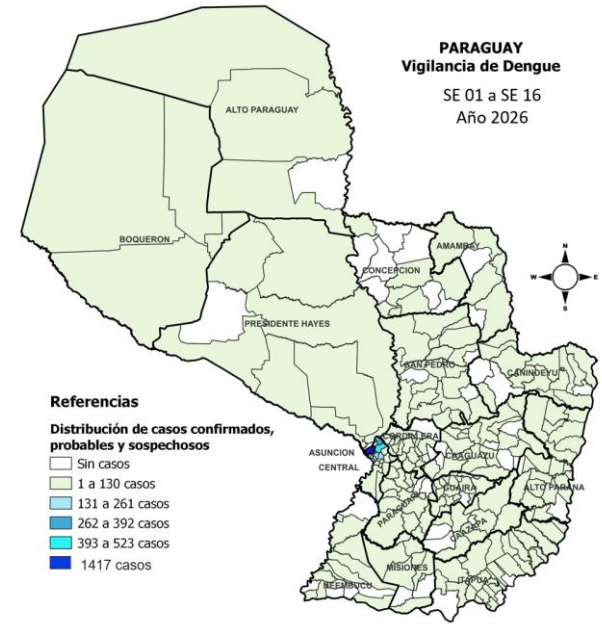 PARAGUAY
Vigilancia de Dengue
SE 01 a SE 16
Año 2026
ALTO PARAGUAY
BOQUERON
AMAMBAY
CONCEPCION
N
W
E
S
PRESIDENTE HAYES
SAN PEDRO
CANINDEYU
Referencias
Distribución de casos confirmados,
probables y sospechosos
Sin casos
1 a 130 casos
131 a 261 casos
262 a 392 casos
393 a 523 casos
1417 casos
CORDILLERA
ASUNCION
CENTRAL
CAAGUAZU
GUAIRA
ALTO PARANA
PARAGUARI
CAAZAPA
MISIONES
ÑEEMBUCU
ITAPUA